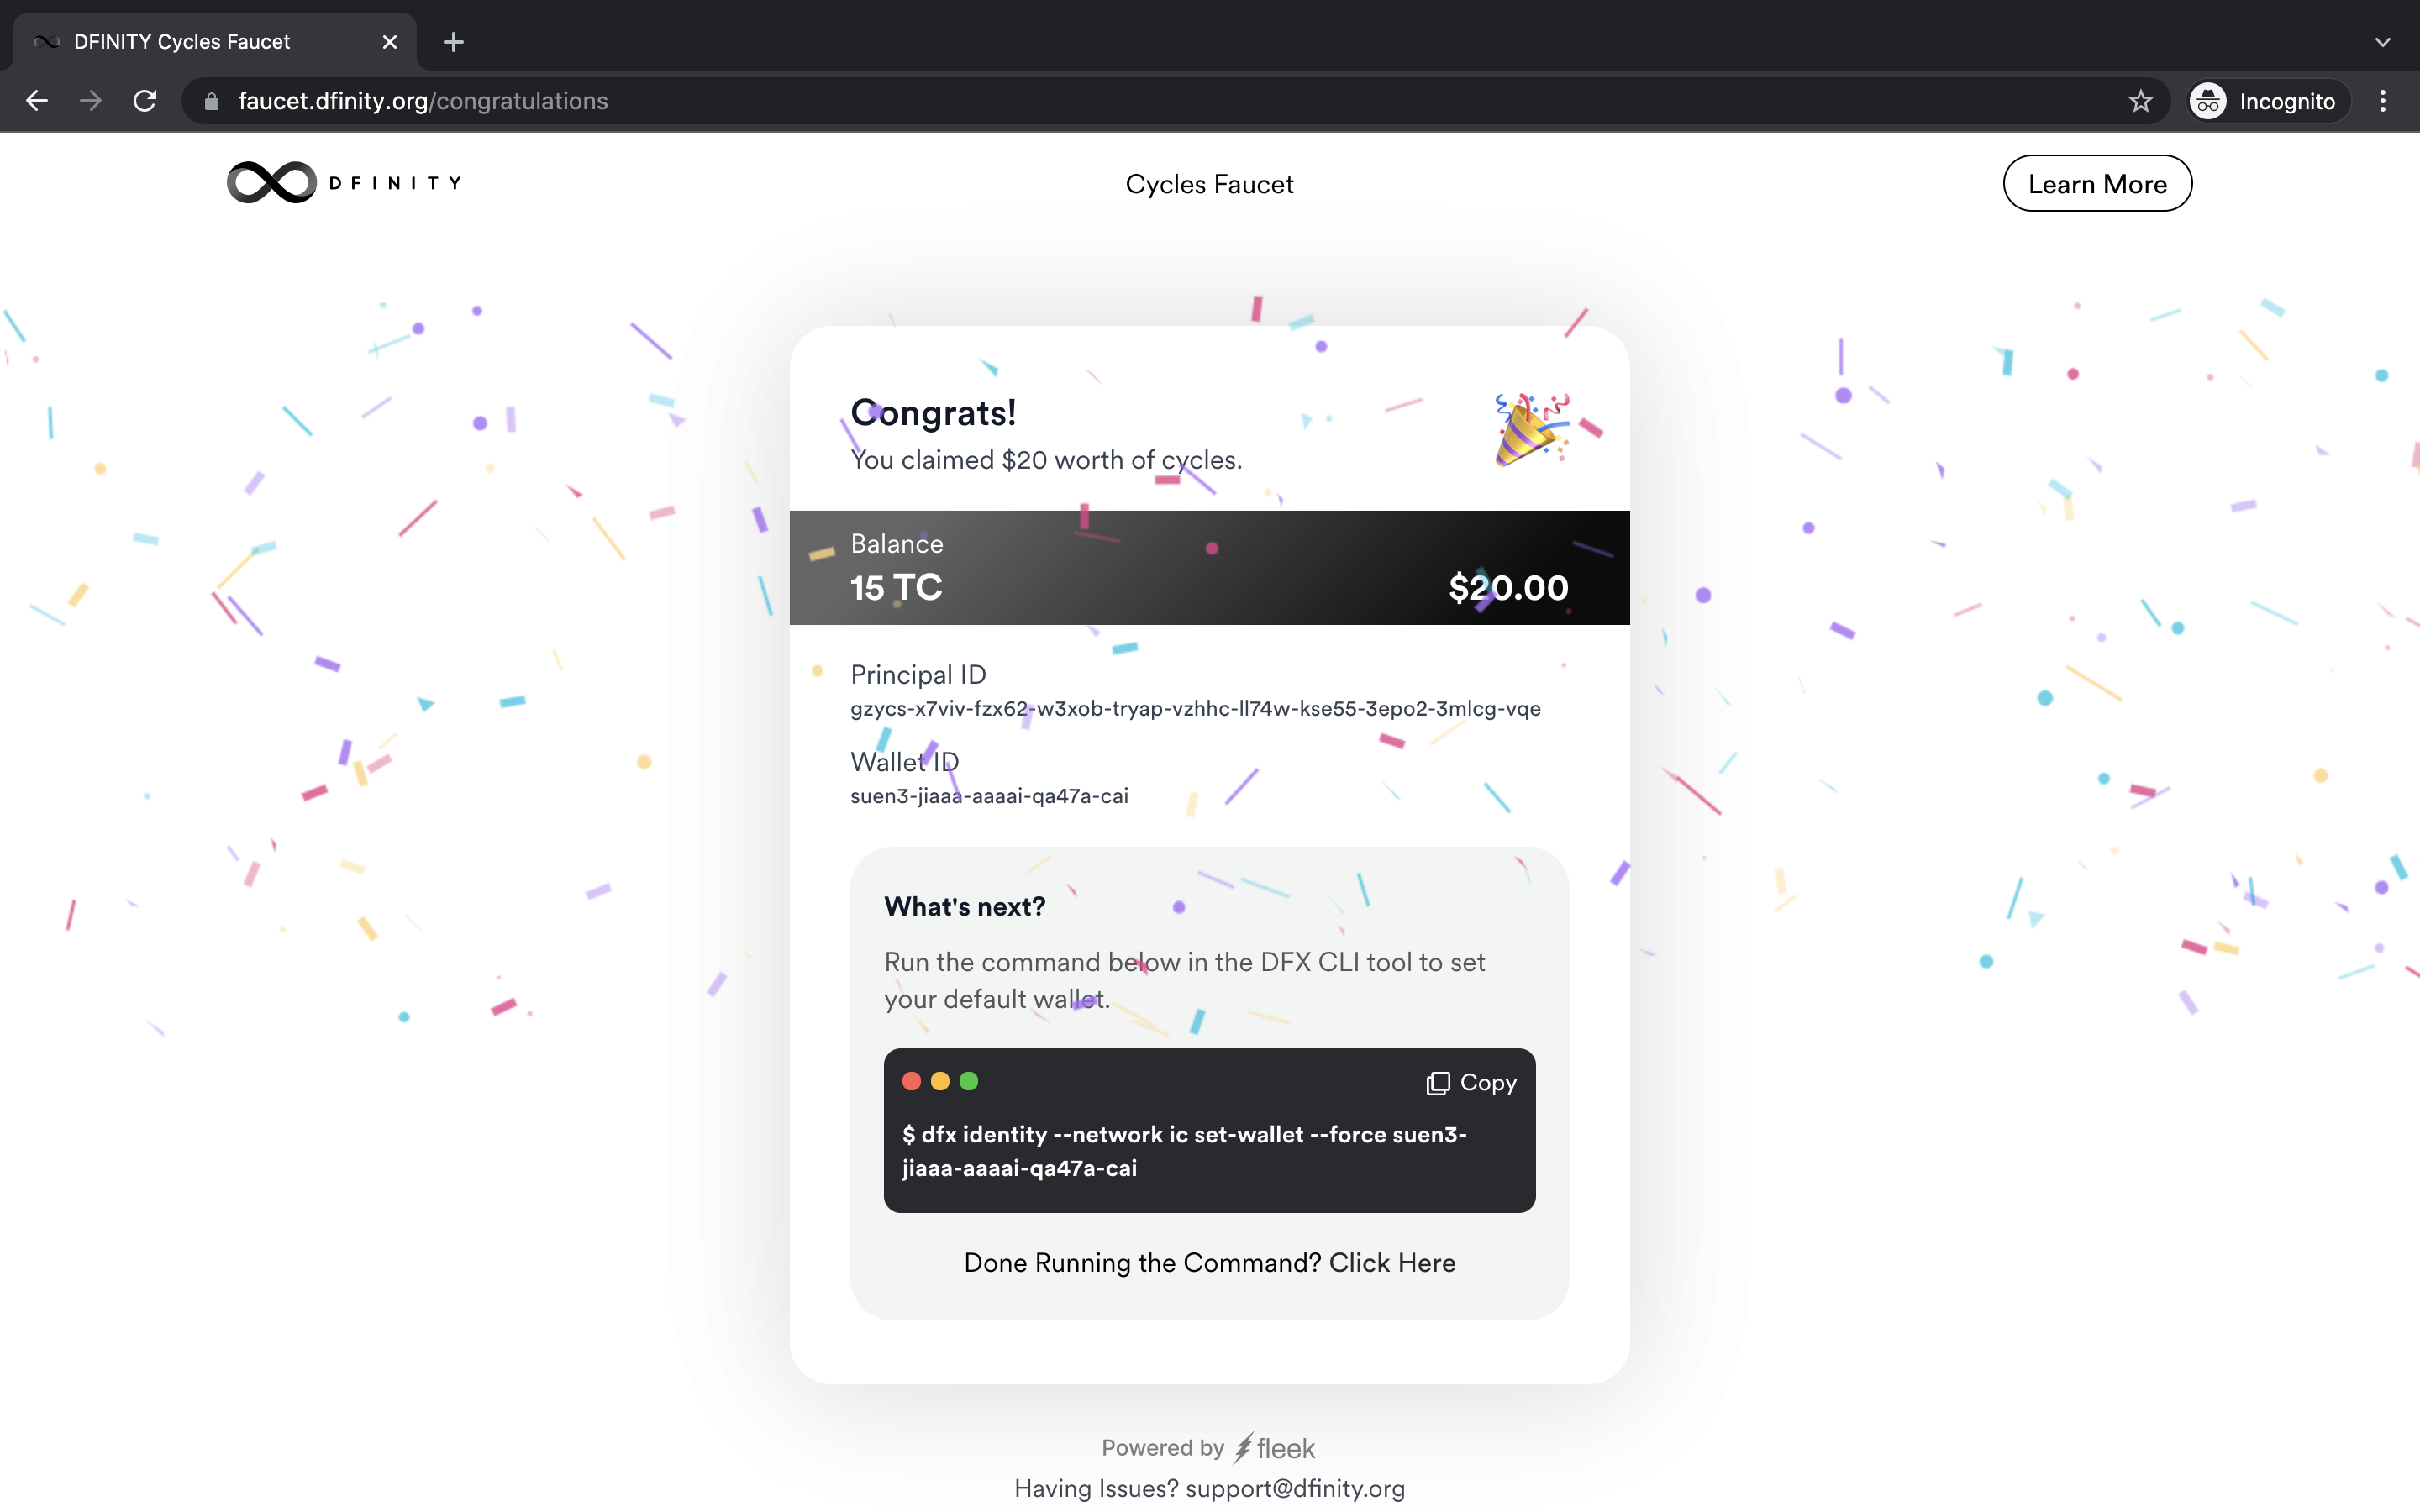 DFINITY Cycles Faucet
faucet.dfinity.org/congratulations
Incognito
DFINITY
Cycles Faucet
Learn More
Congrats!
You claimed $20 worth of cycles.
Balance
15 TC
$20.00
Principal ID
gzycs-x7viv-fzx62-w3xob-tryap-vzhhc-ll74w-kse55-3epo2-3mlcg-vqe
Wallet ID
suen3-jiaaa-aaaai-qa47a-cai
What's next?
Run the command below in the DFX CLI tool to set
your default wallet.
Copy
$ dfx identity --network ic set-wallet --force suen3-
jiaaa-aaaai-qa47a-cai
Done Running the Command? Click Here
Powered by fleek
Having Issues? support@dfinity.org